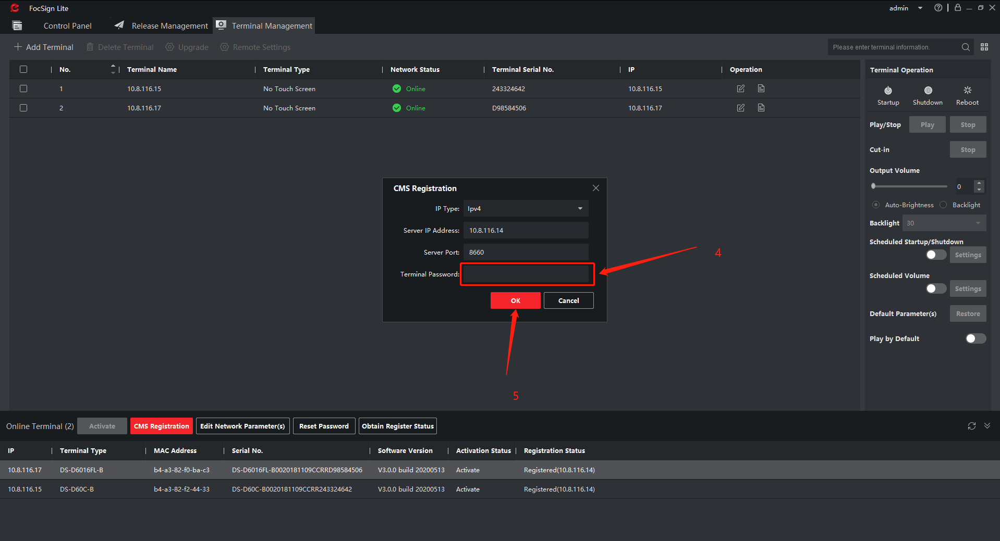 FocSign Lite
admin
Control Panel
Release Management
Terminal Management
Add Terminal
Delete Terminal
Upgrade
Remote Settings
Please enter terminal information.
No. Terminal Name Terminal Type Network Status Terminal Serial No. IP Operation
1 10.8.116.15 No Touch Screen Online 243324642 10.8.116.15
2 10.8.116.17 No Touch Screen Online D98584506 10.8.116.17
Terminal Operation
Startup Shutdown Reboot
Play/Stop Play Stop
Cut-in Stop
Output Volume
0
Auto-Brightness Backlight
Backlight 30
Scheduled Startup/Shutdown
Settings
Scheduled Volume
Settings
Default Parameter(s) Restore
Play by Default
CMS Registration
IP Type: Ipv4
Server IP Address: 10.8.116.14
Server Port: 8660
Terminal Password:
OK Cancel
4
5
Online Terminal (2) Activate CMS Registration Edit Network Parameter(s) Reset Password Obtain Register Status
IP Terminal Type MAC Address Serial No. Software Version Activation Status Registration Status
10.8.116.17 DS-D6016FL-B b4-a3-82-f0-ba-c3 DS-D6016FL-B0020181109CCRRD98584506 V3.0.0 build 20200513 Activate Registered(10.8.116.14)
10.8.116.15 DS-D60C-B b4-a3-82-f2-44-33 DS-D60C-B0020181109CCRR243324642 V3.0.0 build 20200513 Activate Registered(10.8.116.14)